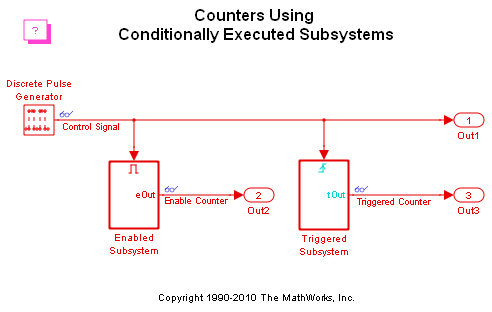 Counters Using
Conditionally Executed Subsystems
?
Discrete Pulse
Generator
Control Signal
1
Out1
eOut
Enable Counter
2
Out2
tOut
Triggered Counter
3
Out3
Enabled
Subsystem
Triggered
Subsystem
Copyright 1990-2010 The MathWorks, Inc.